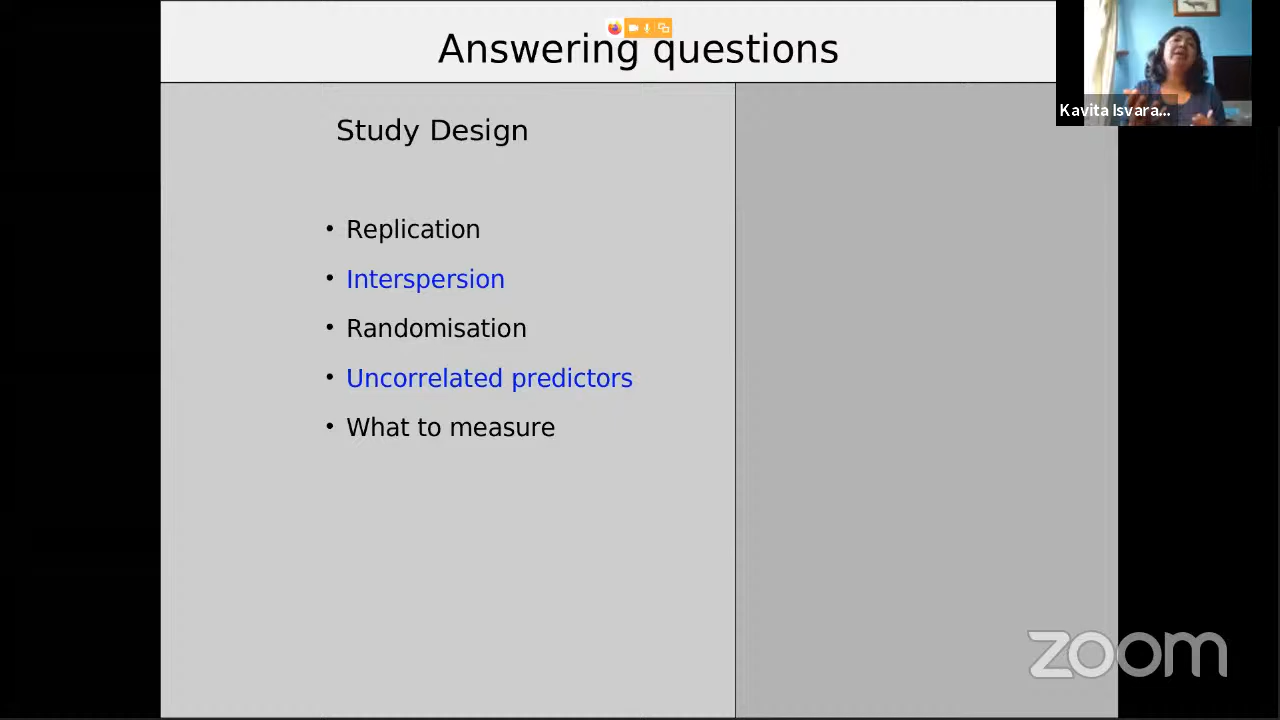 Answering questions
Kavita Isvara...
Study Design
• Replication
• Interspersion
• Randomisation
• Uncorrelated predictors
• What to measure
zoom